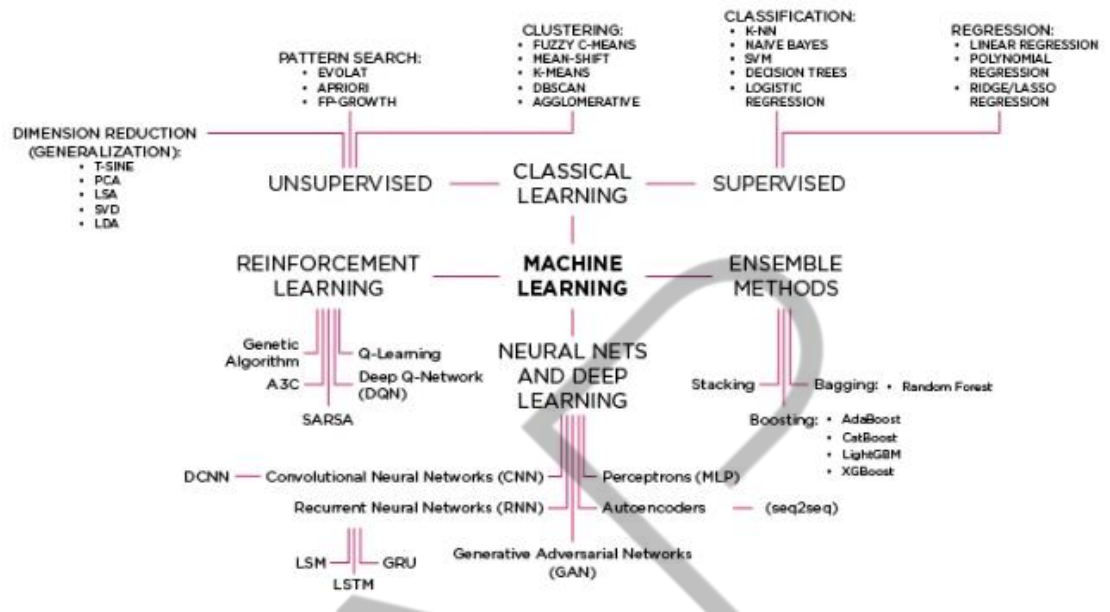 CLASSIFICATION:
• K-NN
• NAIVE BAYES
• SVM
• DECISION TREES
• LOGISTIC
REGRESSION
REGRESSION:
• LINEAR REGRESSION
• POLYNOMIAL
REGRESSION
• RIDGE/LASSO
REGRESSION
CLUSTERING:
• FUZZY C-MEANS
• MEAN-SHIFT
• K-MEANS
• DBSCAN
• AGGLOMERATIVE
PATTERN SEARCH:
• EVOLAT
• APRIORI
• FP-GROWTH
DIMENSION REDUCTION
(GENERALIZATION):
• T-SINE
• PCA
• LSA
• SVD
• LDA
UNSUPERVISED
CLASSICAL
LEARNING
SUPERVISED
REINFORCEMENT
LEARNING
MACHINE
LEARNING
ENSEMBLE
METHODS
Genetic
Algorithm
Q-Learning
A3C
Deep Q-Network
(DQN)
SARSA
NEURAL NETS
AND DEEP
LEARNING
Stacking
Bagging: • Random Forest
Boosting: • AdaBoost
• CatBoost
• LightGBM
• XGBoost
DCNN
Convolutional Neural Networks (CNN)
Perceptrons (MLP)
Recurrent Neural Networks (RNN)
Autoencoders
(seq2seq)
Generative Adversarial Networks
(GAN)
LSM
GRU
LSTM